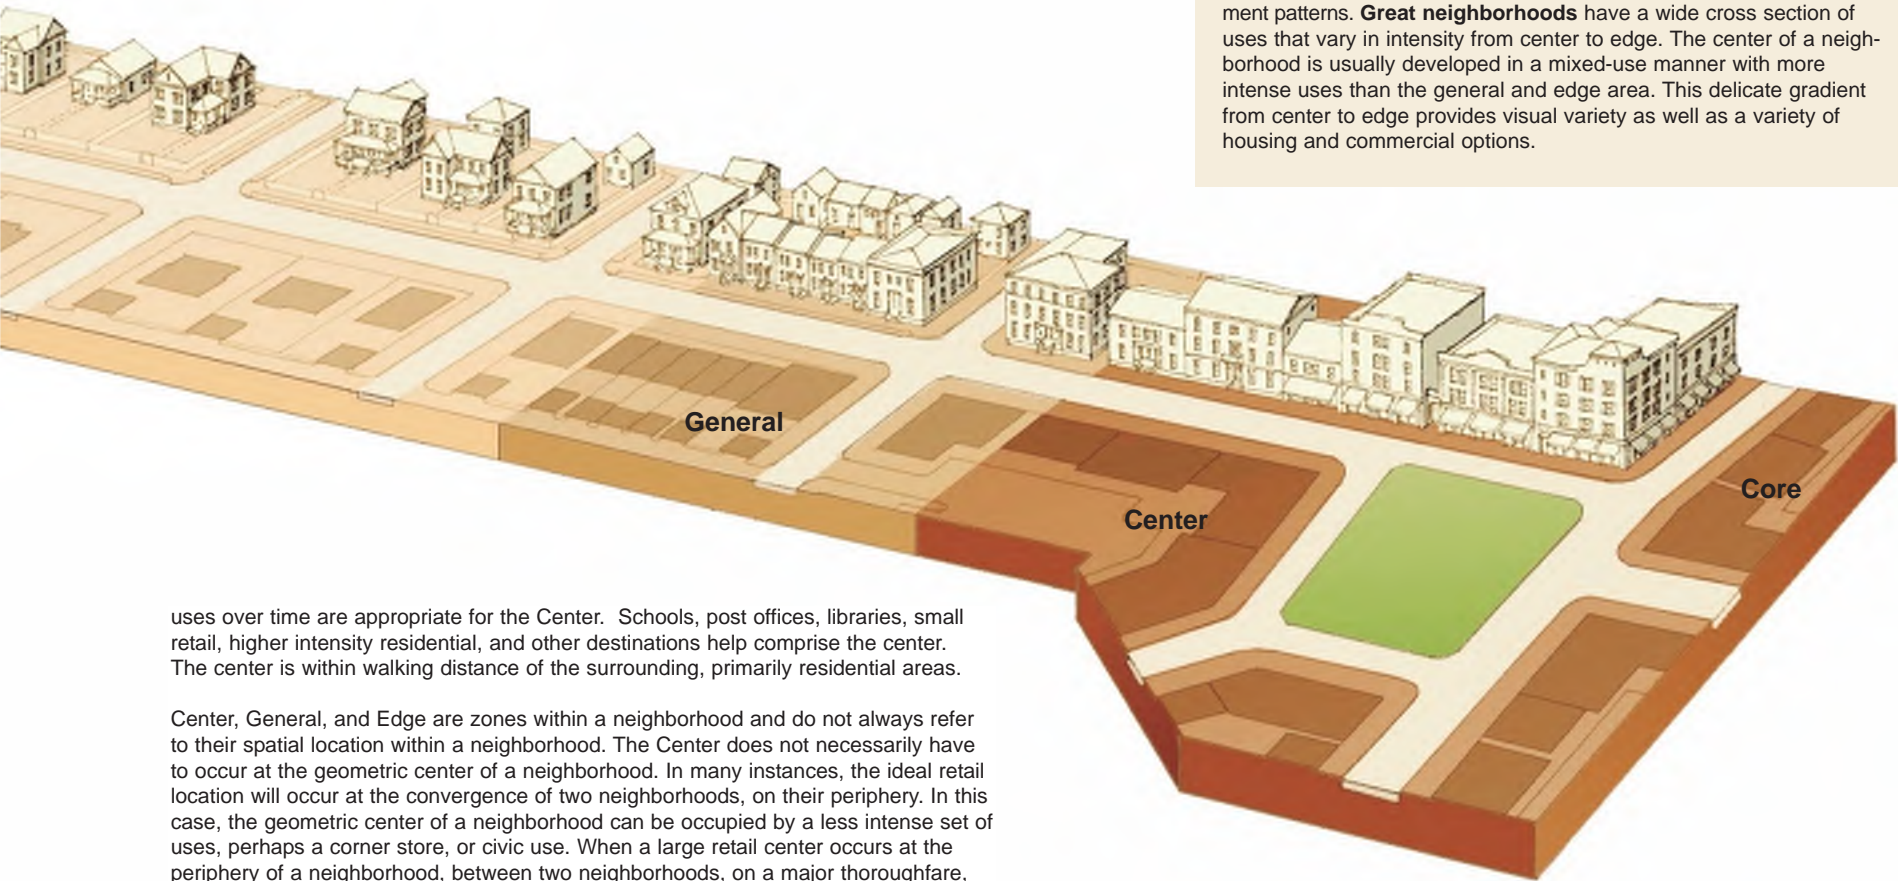 ment patterns. Great neighborhoods have a wide cross section of
uses that vary in intensity from center to edge. The center of a neigh-
borhood is usually developed in a mixed-use manner with more
intense uses than the general and edge area. This delicate gradient
from center to edge provides visual variety as well as a variety of
housing and commercial options.
General
Center
Core
uses over time are appropriate for the Center.  Schools, post offices, libraries, small
retail, higher intensity residential, and other destinations help comprise the center.
The center is within walking distance of the surrounding, primarily residential areas.
Center, General, and Edge are zones within a neighborhood and do not always refer
to their spatial location within a neighborhood. The Center does not necessarily have
to occur at the geometric center of a neighborhood. In many instances, the ideal retail
location will occur at the convergence of two neighborhoods, on their periphery. In this
case, the geometric center of a neighborhood can be occupied by a less intense set of
uses, perhaps a corner store, or civic use. When a large retail center occurs at the
periphery of a neighborhood, between two neighborhoods, on a major thoroughfare,